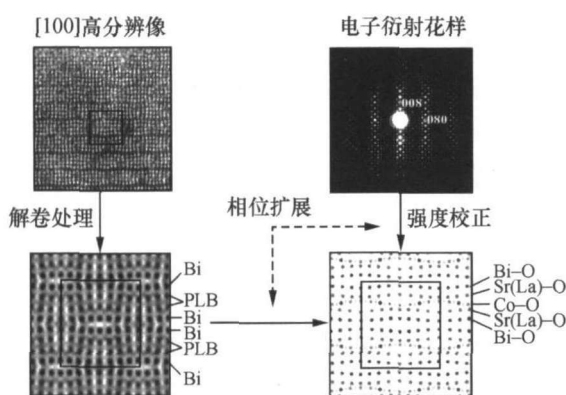 [100]高分辨像
电子衍射花样
008
080
解卷处理
相位扩展
强度校正
Bi
PLB
Bi
Bi
PLB
Bi
Bi–O
Sr(La)–O
Co–O
Sr(La)–O
Bi–O